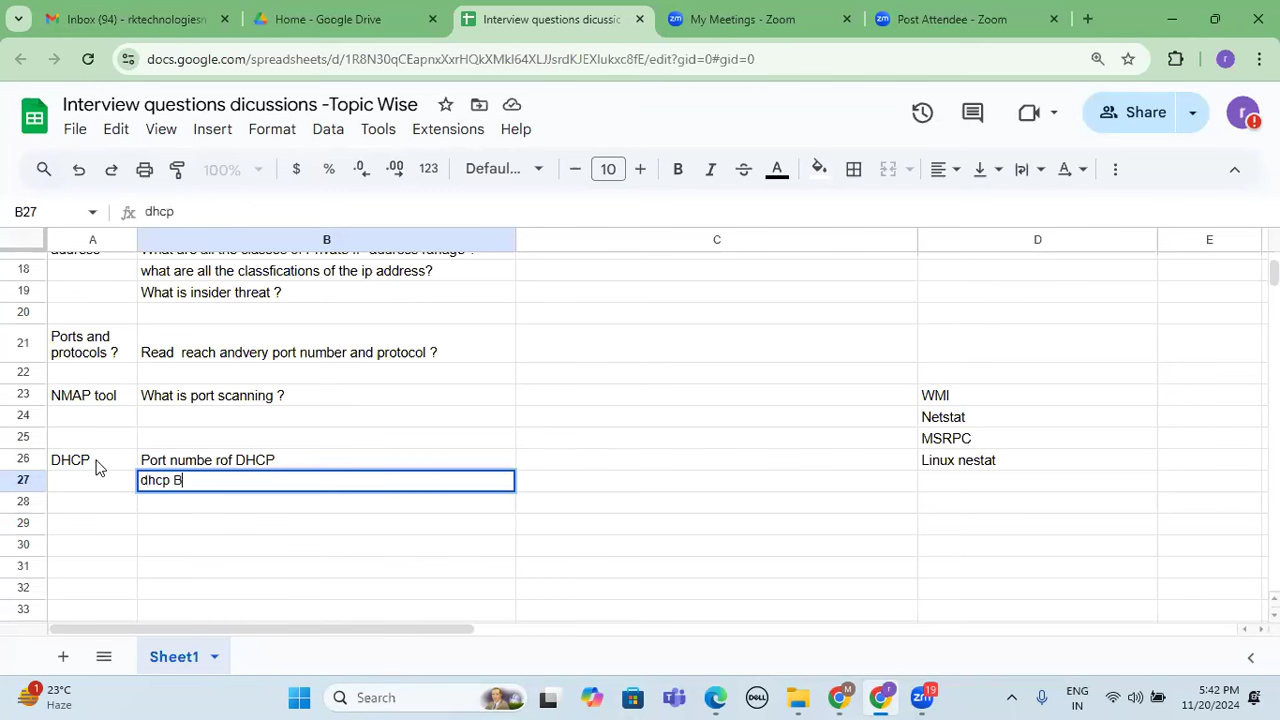 Inbox (94) - rktechnologiesn
Home - Google Drive
Interview questions dicussic
My Meetings - Zoom
Post Attendee - Zoom
docs.google.com/spreadsheets/d/1R8N30qCEapnxXxrHQkXMkI64XLJJsrdKJEXIukxc8fE/edit?gid=0#gid=0
Interview questions dicussions -Topic Wise
File Edit View Insert Format Data Tools Extensions Help
Share
r
100% $ % .0 .00 123 Defaul... 10 B I A
B27 dhcp
A B C D E
18 what are all the classfications of the ip address?
19 What is insider threat ?
20
21 Ports and protocols ? Read reach andvery port number and protocol ?
22
23 NMAP tool What is port scanning ? WMI
24 Netstat
25 MSRPC
26 DHCP Port numbe rof DHCP Linux nestat
27 dhcp B
28
29
30
31
32
33
Sheet1
23°C
Haze
Search
ENG
IN
5:42 PM
11/20/2024
19